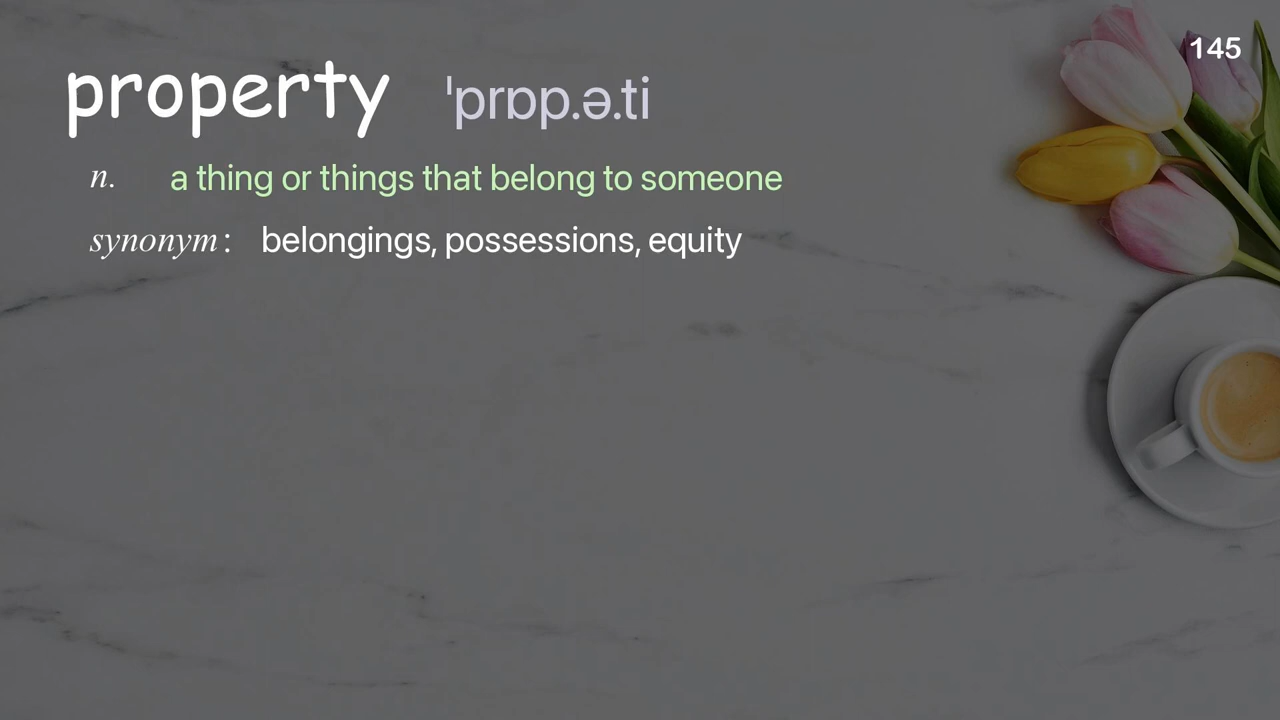 145
property ˈprɒp.ə.ti
n. a thing or things that belong to someone
synonym: belongings, possessions, equity